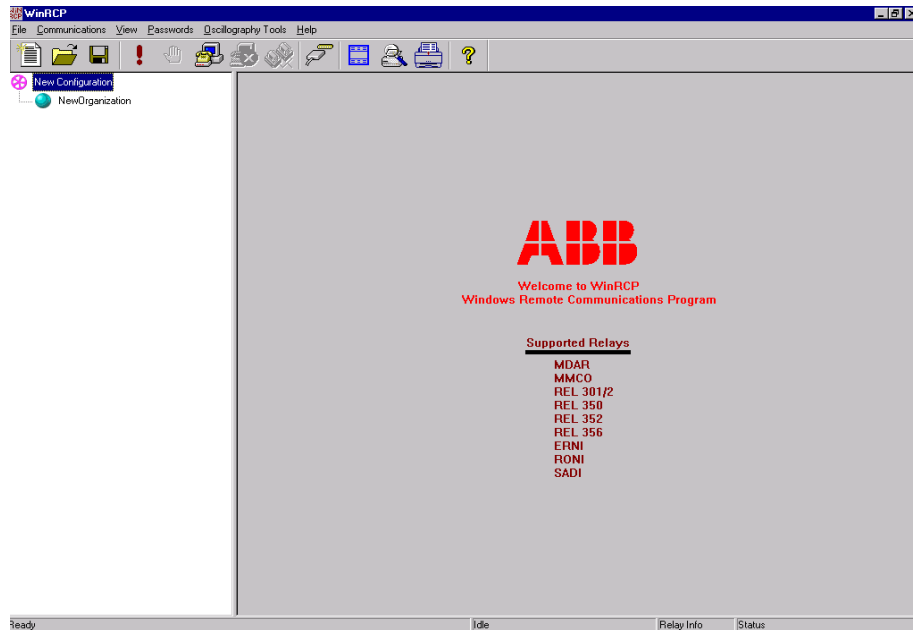 WinRCP
File Communications View Passwords Oscillography Tools Help
New Configuration
NewOrganization
ABB
Welcome to WinRCP
Windows Remote Communications Program
Supported Relays
MDAR
MMCO
REL 301/2
REL 350
REL 352
REL 356
ERNI
RONI
SADI
Ready Idle Relay Info Status